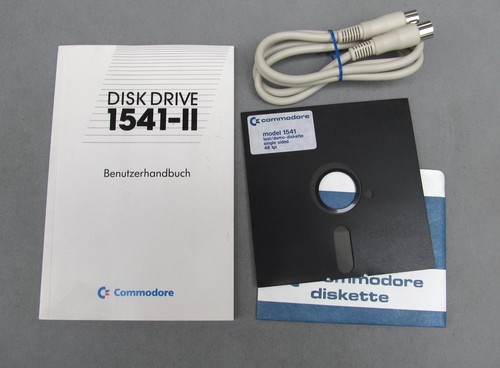 DISK DRIVE
1541-II
Benutzerhandbuch
Commodore
commodore
model 1541
test/demo-diskette
single sided
48 tpi
commodore
diskette